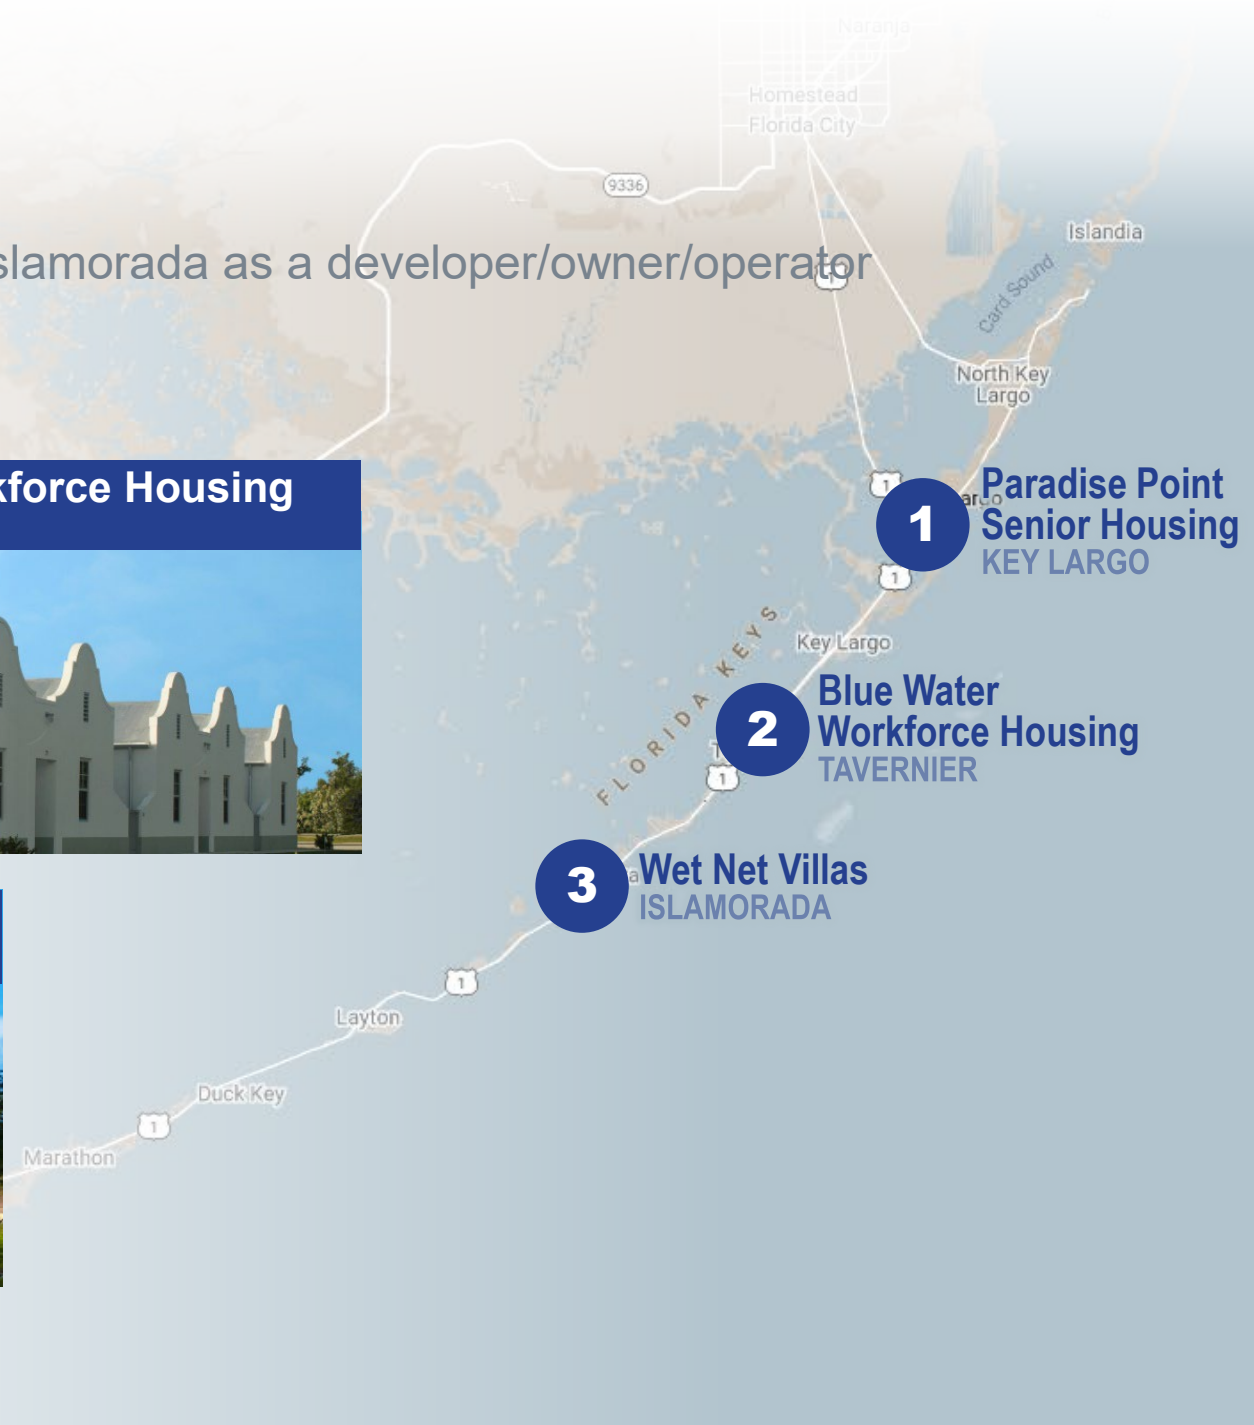 Naranja
Homestead
Florida City
9336
Islandia
slamorada as a developer/owner/operator
1
Card Sound
North Key
Largo
kforce Housing
1
Paradise Point
1
Senior Housing
KEY LARGO
1
FLORIDA KEYS
Key Largo
Blue Water
2
Workforce Housing
TAVERNIER
1
3
Wet Net Villas
ISLAMORADA
1
Layton
Duck Key
1
Marathon